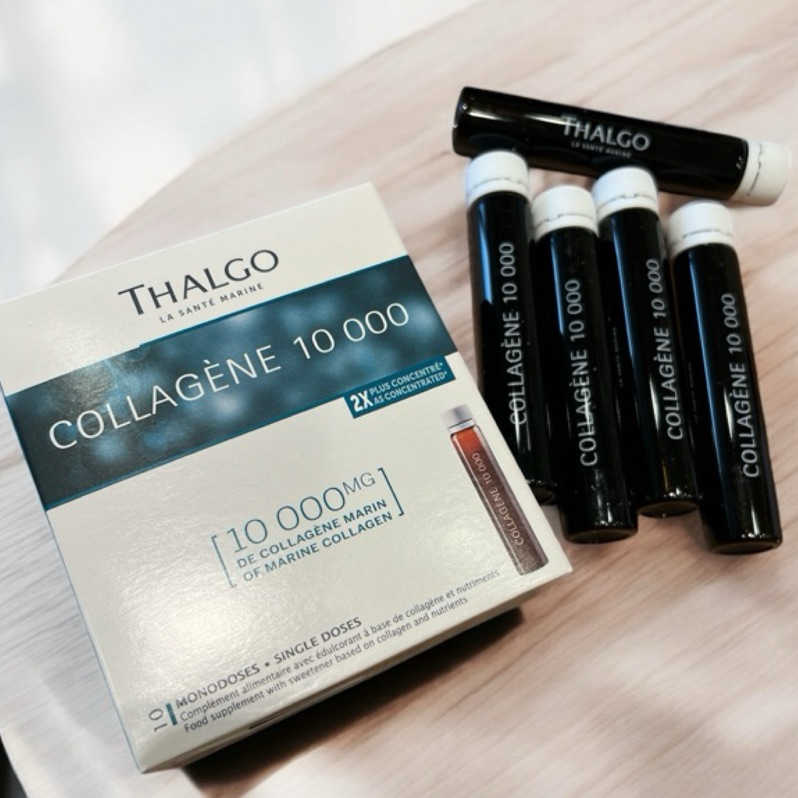 THALGO
LA SANTÉ MARINE
COLLAGÈNE 10 000
2X PLUS CONCENTRÉ*
AS CONCENTRATED*
[10 000MG
DE COLLAGÈNE MARIN
OF MARINE COLLAGEN]
COLLAGÈNE 10 000
10 MONODOSES • SINGLE DOSES
Complément alimentaire avec édulcorant à base de collagène et nutriments
Food supplement with sweetener based on collagen and nutrients
THALGO
LA SANTÉ MARINE
COLLAGÈNE 10 000
COLLAGÈNE 10 000
COLLAGÈNE 10 000
COLLAGÈNE 10 000